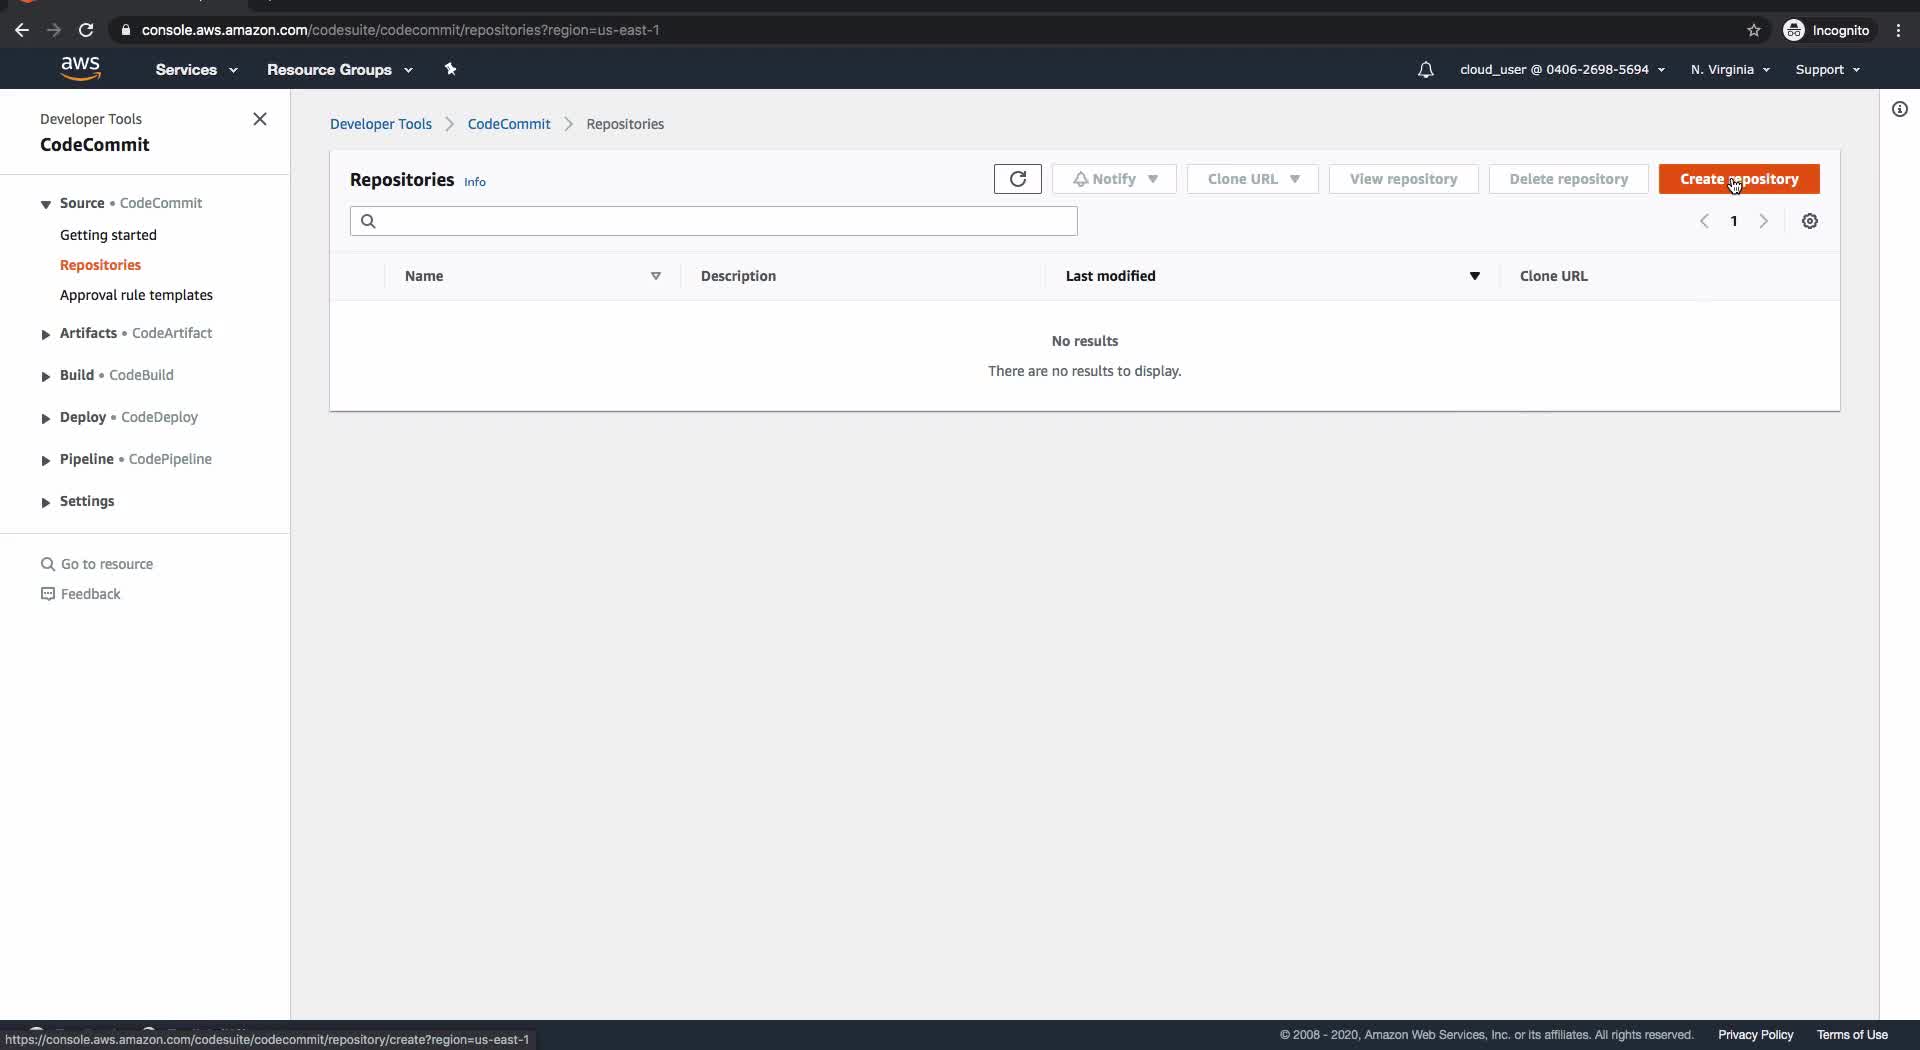 console.aws.amazon.com/codesuite/codecommit/repositories?region=us-east-1
Incognito
aws
Services
Resource Groups
cloud_user @ 0406-2698-5694
N. Virginia
Support
Developer Tools
CodeCommit
Source • CodeCommit
Getting started
Repositories
Approval rule templates
Artifacts • CodeArtifact
Build • CodeBuild
Deploy • CodeDeploy
Pipeline • CodePipeline
Settings
Go to resource
Feedback
Developer Tools
CodeCommit
Repositories
Repositories Info
Notify
Clone URL
View repository
Delete repository
Create repository
1
Name
Description
Last modified
Clone URL
No results
There are no results to display.
https://console.aws.amazon.com/codesuite/codecommit/repository/create?region=us-east-1
© 2008 - 2020, Amazon Web Services, Inc. or its affiliates. All rights reserved.
Privacy Policy
Terms of Use